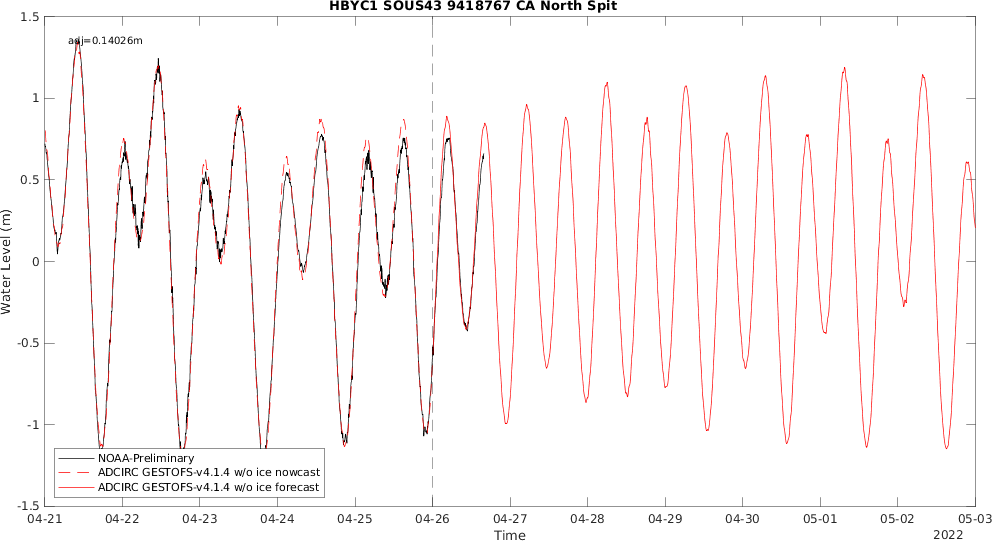 HBYC1 SOUS43 9418767 CA North Spit
adj=0.14026m
1.5
1
0.5
0
-0.5
-1
-1.5
Water Level (m)
NOAA-Preliminary
ADCIRC GESTOFS-v4.1.4 w/o ice nowcast
ADCIRC GESTOFS-v4.1.4 w/o ice forecast
04-21 04-22 04-23 04-24 04-25 04-26 04-27 04-28 04-29 04-30 05-01 05-02 05-03
Time
2022